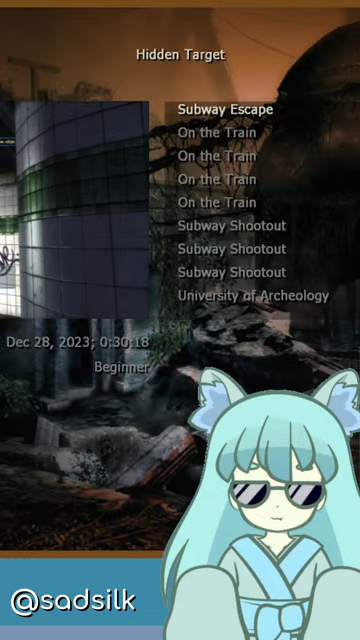 Hidden Target
Subway Escape
On the Train
On the Train
On the Train
On the Train
Subway Shootout
Subway Shootout
Subway Shootout
University of Archeology
Dec 28, 2023; 0:30:18
Beginner
@sadsilk